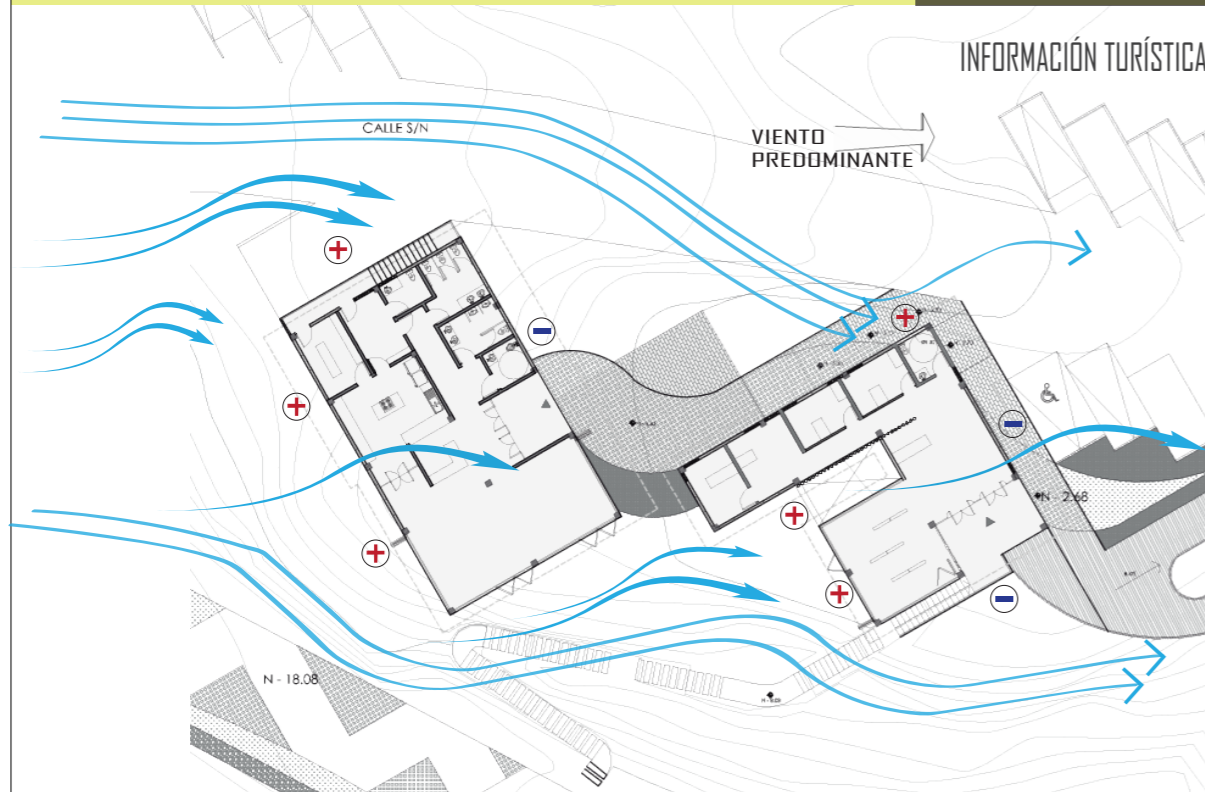 INFORMACIÓN TURÍSTICA
CALLE S/N
VIENTO
PREDOMINANTE
N - 2.68
N - 18.08